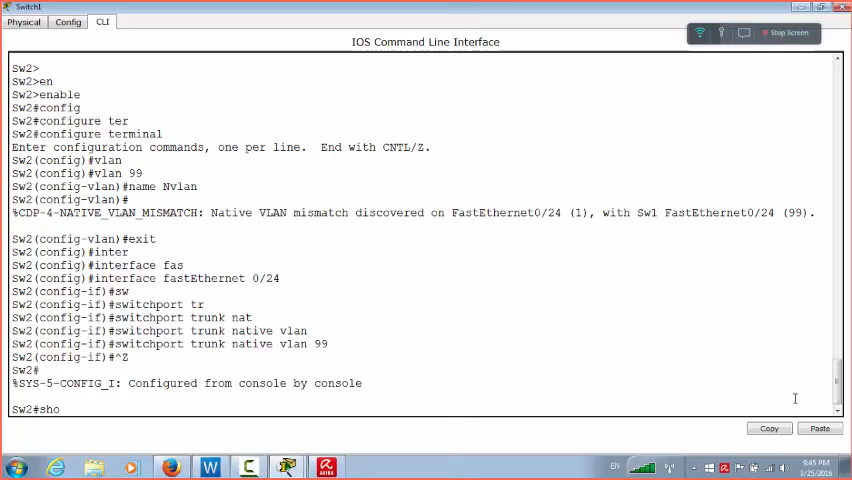 Switch1
Physical
Config
CLI
IOS Command Line Interface
Stop Screen
Sw2>
Sw2>en
Sw2>enable
Sw2#config
Sw2#configure ter
Sw2#configure terminal
Enter configuration commands, one per line.  End with CNTL/Z.
Sw2(config)#vlan
Sw2(config)#vlan 99
Sw2(config-vlan)#name Nvlan
Sw2(config-vlan)#
%CDP-4-NATIVE_VLAN_MISMATCH: Native VLAN mismatch discovered on FastEthernet0/24 (1), with Sw1 FastEthernet0/24 (99).
Sw2(config-vlan)#exit
Sw2(config)#inter
Sw2(config)#interface fas
Sw2(config)#interface fastEthernet 0/24
Sw2(config-if)#sw
Sw2(config-if)#switchport tr
Sw2(config-if)#switchport trunk nat
Sw2(config-if)#switchport trunk native vlan
Sw2(config-if)#switchport trunk native vlan 99
Sw2(config-if)#^Z
Sw2#
%SYS-5-CONFIG_I: Configured from console by console
Sw2#sho
Copy
Paste
EN
9:45 PM
3/25/2016